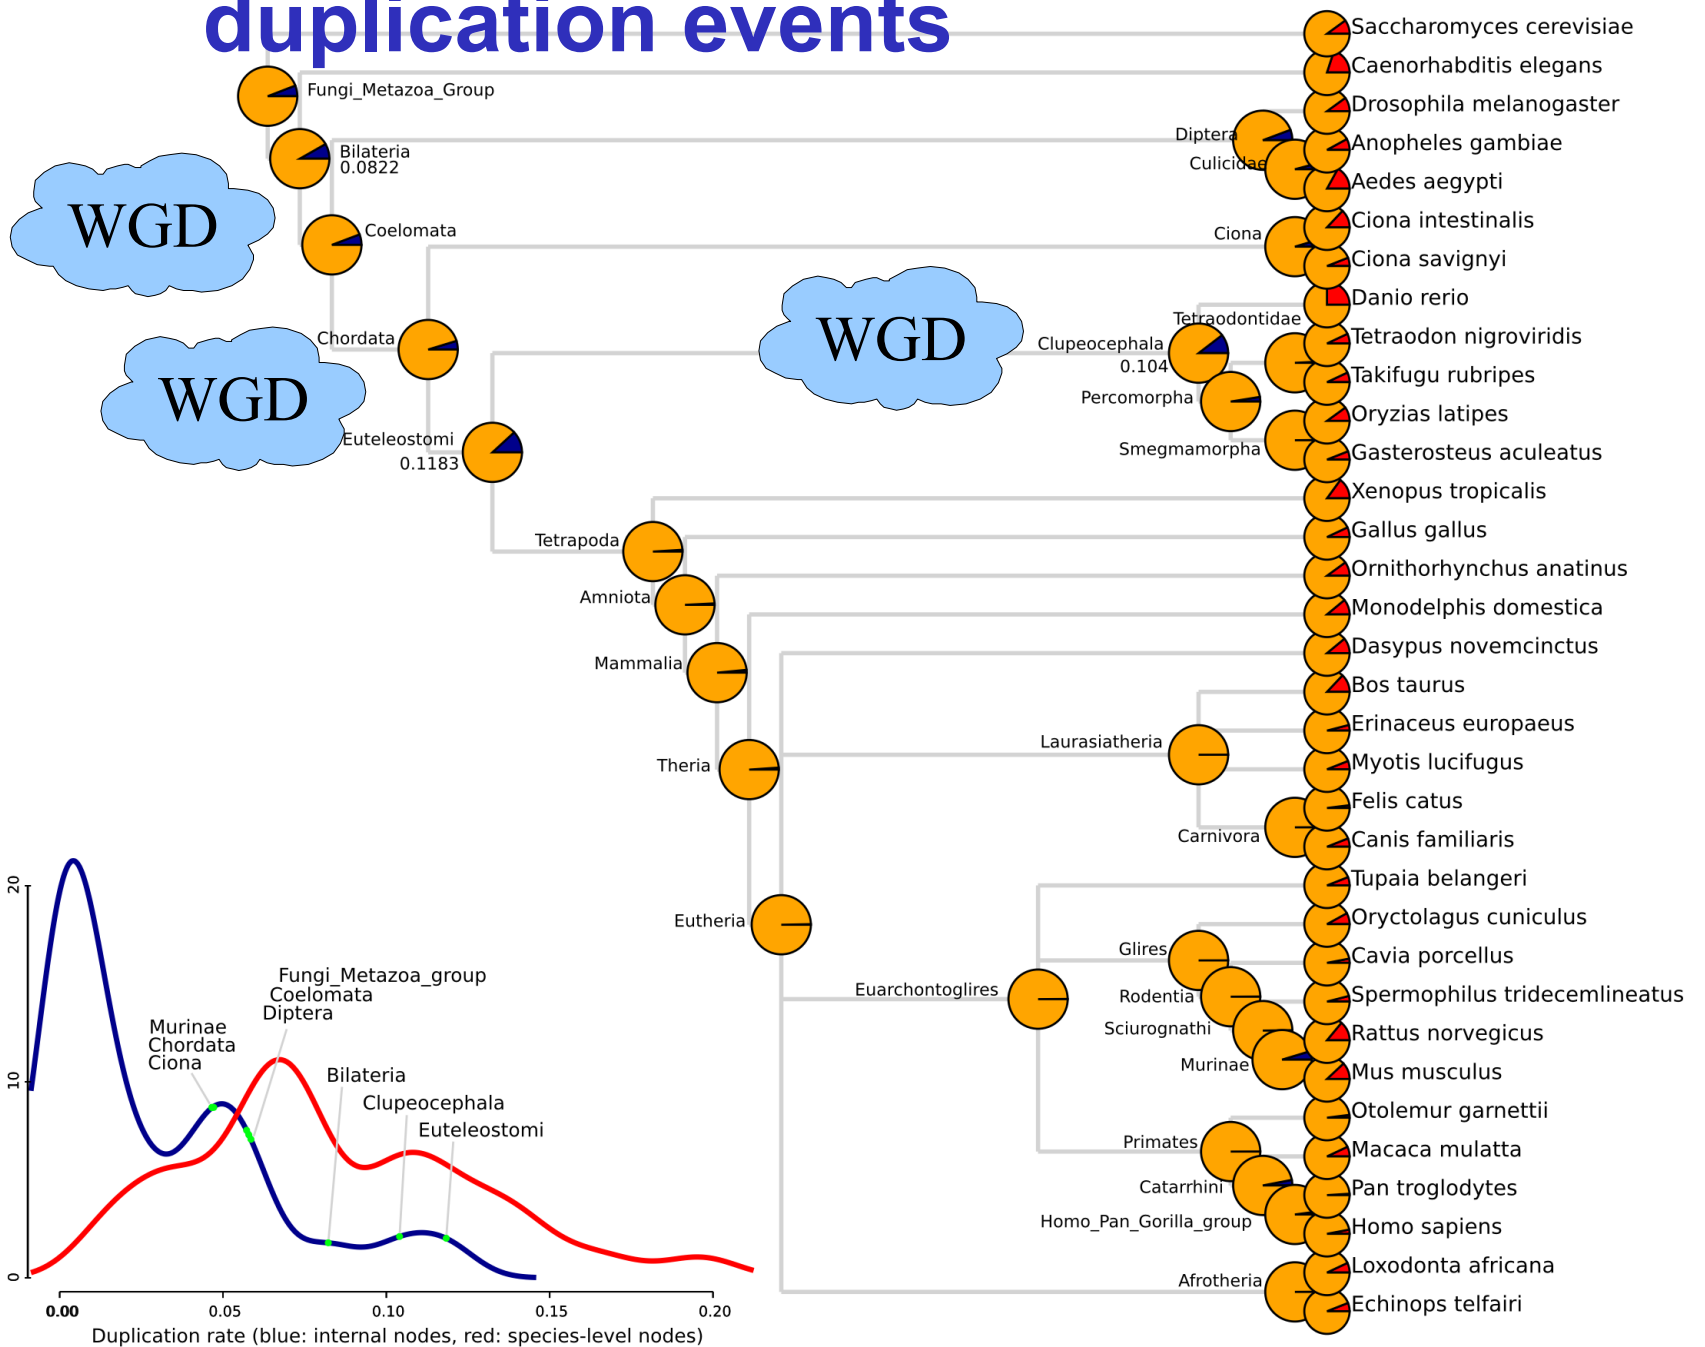 duplication events
Saccharomyces cerevisiae
Caenorhabditis elegans
Fungi_Metazoa_Group
Drosophila melanogaster
Diptera
Anopheles gambiae
Bilateria
0.0822
Culicidae
Aedes aegypti
WGD
Coelomata
Ciona
Ciona intestinalis
Ciona savignyi
Danio rerio
Tetraodontidae
Chordata
WGD
Clupeocephala
0.104
Tetraodon nigroviridis
Takifugu rubripes
WGD
Percomorpha
Oryzias latipes
Euteleostomi
0.1183
Smegmamorpha
Gasterosteus aculeatus
Xenopus tropicalis
Gallus gallus
Tetrapoda
Ornithorhynchus anatinus
Amniota
Monodelphis domestica
Dasypus novemcinctus
Mammalia
Bos taurus
Erinaceus europaeus
Laurasiatheria
Theria
Myotis lucifugus
Felis catus
Carnivora
Canis familiaris
Tupaia belangeri
Eutheria
Oryctolagus cuniculus
Glires
Cavia porcellus
Euarchontoglires
Rodentia
Spermophilus tridecemlineatus
Sciurognathi
Rattus norvegicus
Murinae
Mus musculus
Otolemur garnettii
Primates
Macaca mulatta
Catarrhini
Pan troglodytes
Homo_Pan_Gorilla_group
Homo sapiens
Afrotheria
Loxodonta africana
Echinops telfairi
20
10
0
Fungi_Metazoa_group
Coelomata
Diptera
Murinae
Chordata
Ciona
Bilateria
Clupeocephala
Euteleostomi
0.00 0.05 0.10 0.15 0.20
Duplication rate (blue: internal nodes, red: species-level nodes)